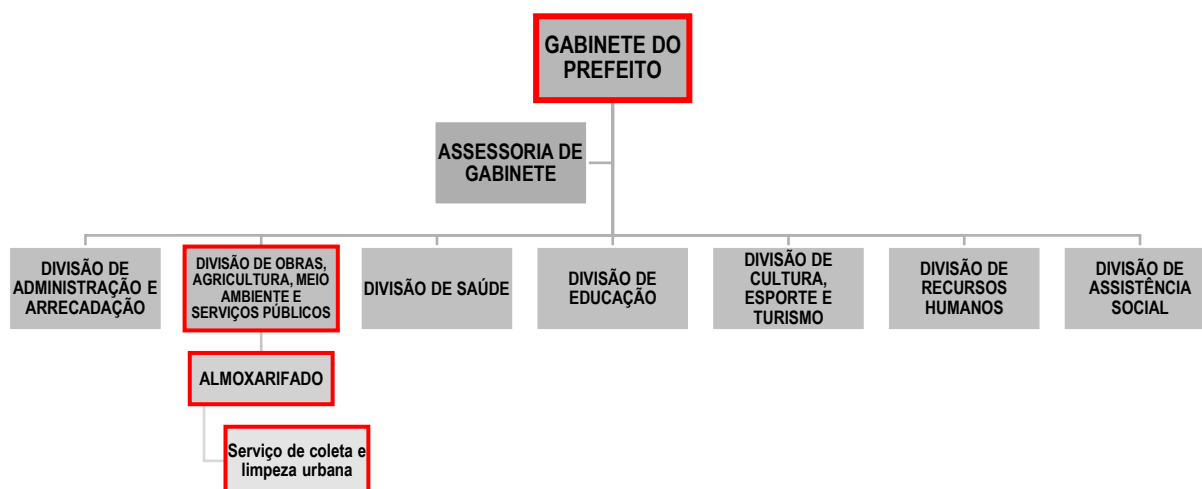 GABINETE DO
PREFEITO
ASSESSORIA DE
GABINETE
DIVISÃO DE
ADMINISTRAÇÃO E
ARRECADAÇÃO
DIVISÃO DE OBRAS,
AGRICULTURA, MEIO
AMBIENTE E
SERVIÇOS PÚBLICOS
DIVISÃO DE SAÚDE
DIVISÃO DE
EDUCAÇÃO
DIVISÃO DE
CULTURA,
ESPORTE E
TURISMO
DIVISÃO DE
RECURSOS
HUMANOS
DIVISÃO DE
ASSISTÊNCIA
SOCIAL
ALMOXARIFADO
Serviço de coleta e
limpeza urbana